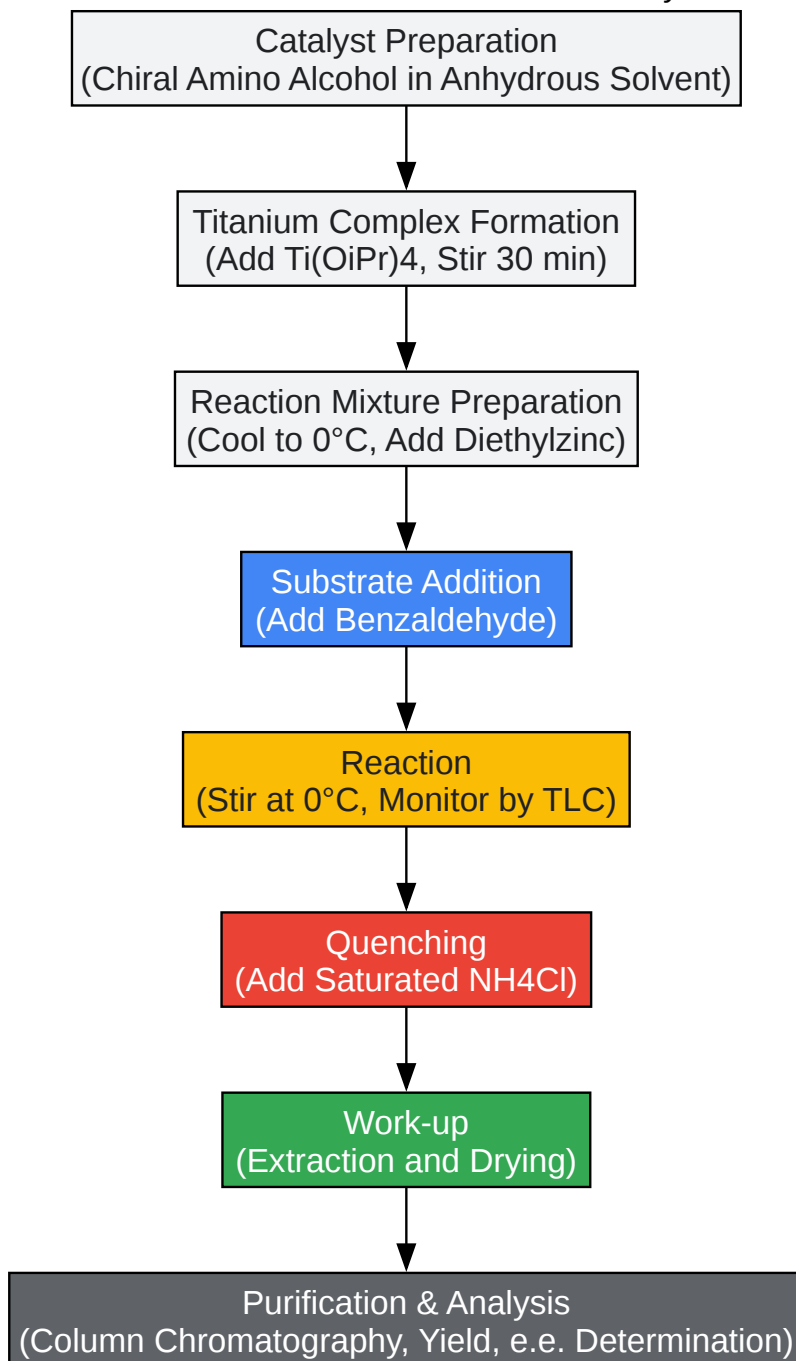 Catalyst Preparation
(Chiral Amino Alcohol in Anhydrous Solvent)
Titanium Complex Formation
(Add Ti(OiPr)4, Stir 30 min)
Reaction Mixture Preparation
(Cool to 0°C, Add Diethylzinc)
Substrate Addition
(Add Benzaldehyde)
Reaction
(Stir at 0°C, Monitor by TLC)
Quenching
(Add Saturated NH4Cl)
Work-up
(Extraction and Drying)
Purification & Analysis
(Column Chromatography, Yield, e.e. Determination)